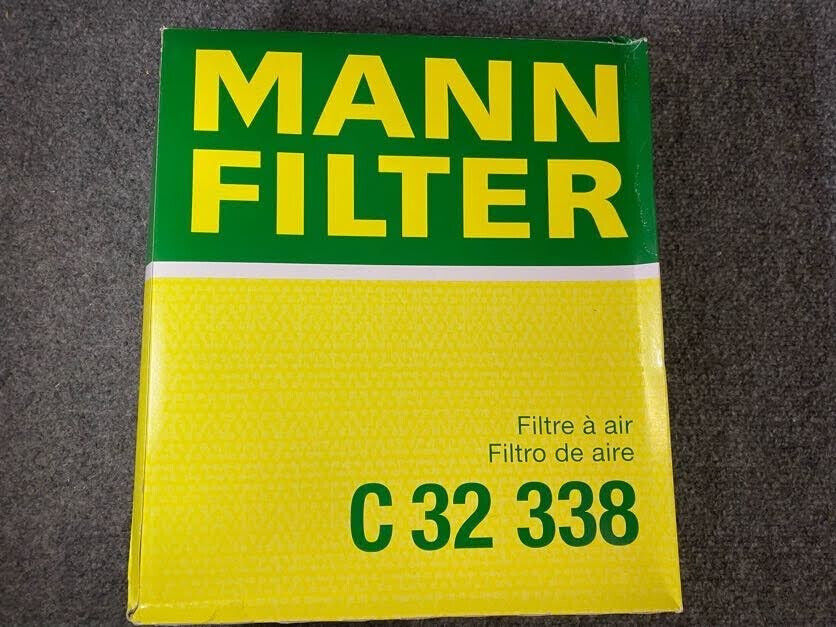 MANN
FILTER
Filtre à air
Filtro de aire
C 32 338